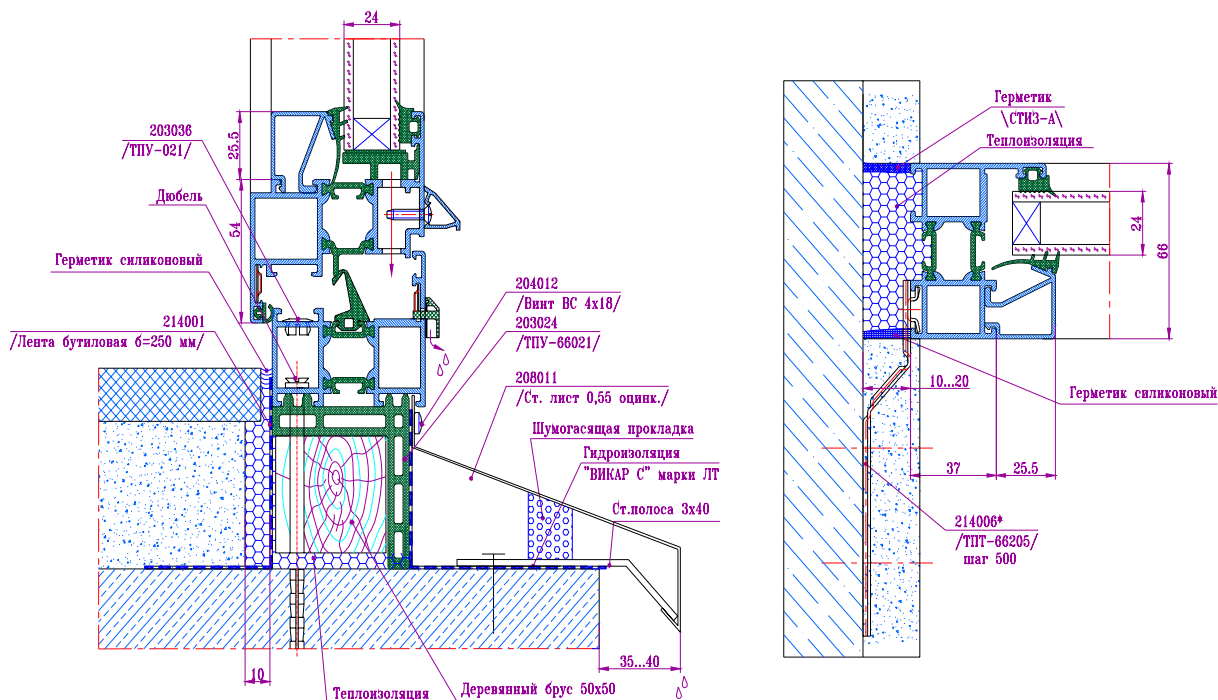 24
25.5
54
203036
/ТПУ-021/
Дюбель
Герметик силиконовый
214001
/Лента бутиловая б=250 мм/
204012
/Винт ВС 4x18/
203024
/ТПУ-66021/
208011
/Ст. лист 0,55 оцинк./
Шумогасящая прокладка
Гидроизоляция
"ВИКАР С" марки ЛТ
Ст.полоса 3x40
10
35...40
Теплоизоляция
Деревянный брус 50x50
Герметик
\СТИЗ-А\
Теплоизоляция
24
66
10...20
Герметик силиконовый
37
25.5
214006*
/ТПТ-66205/
шаг 500